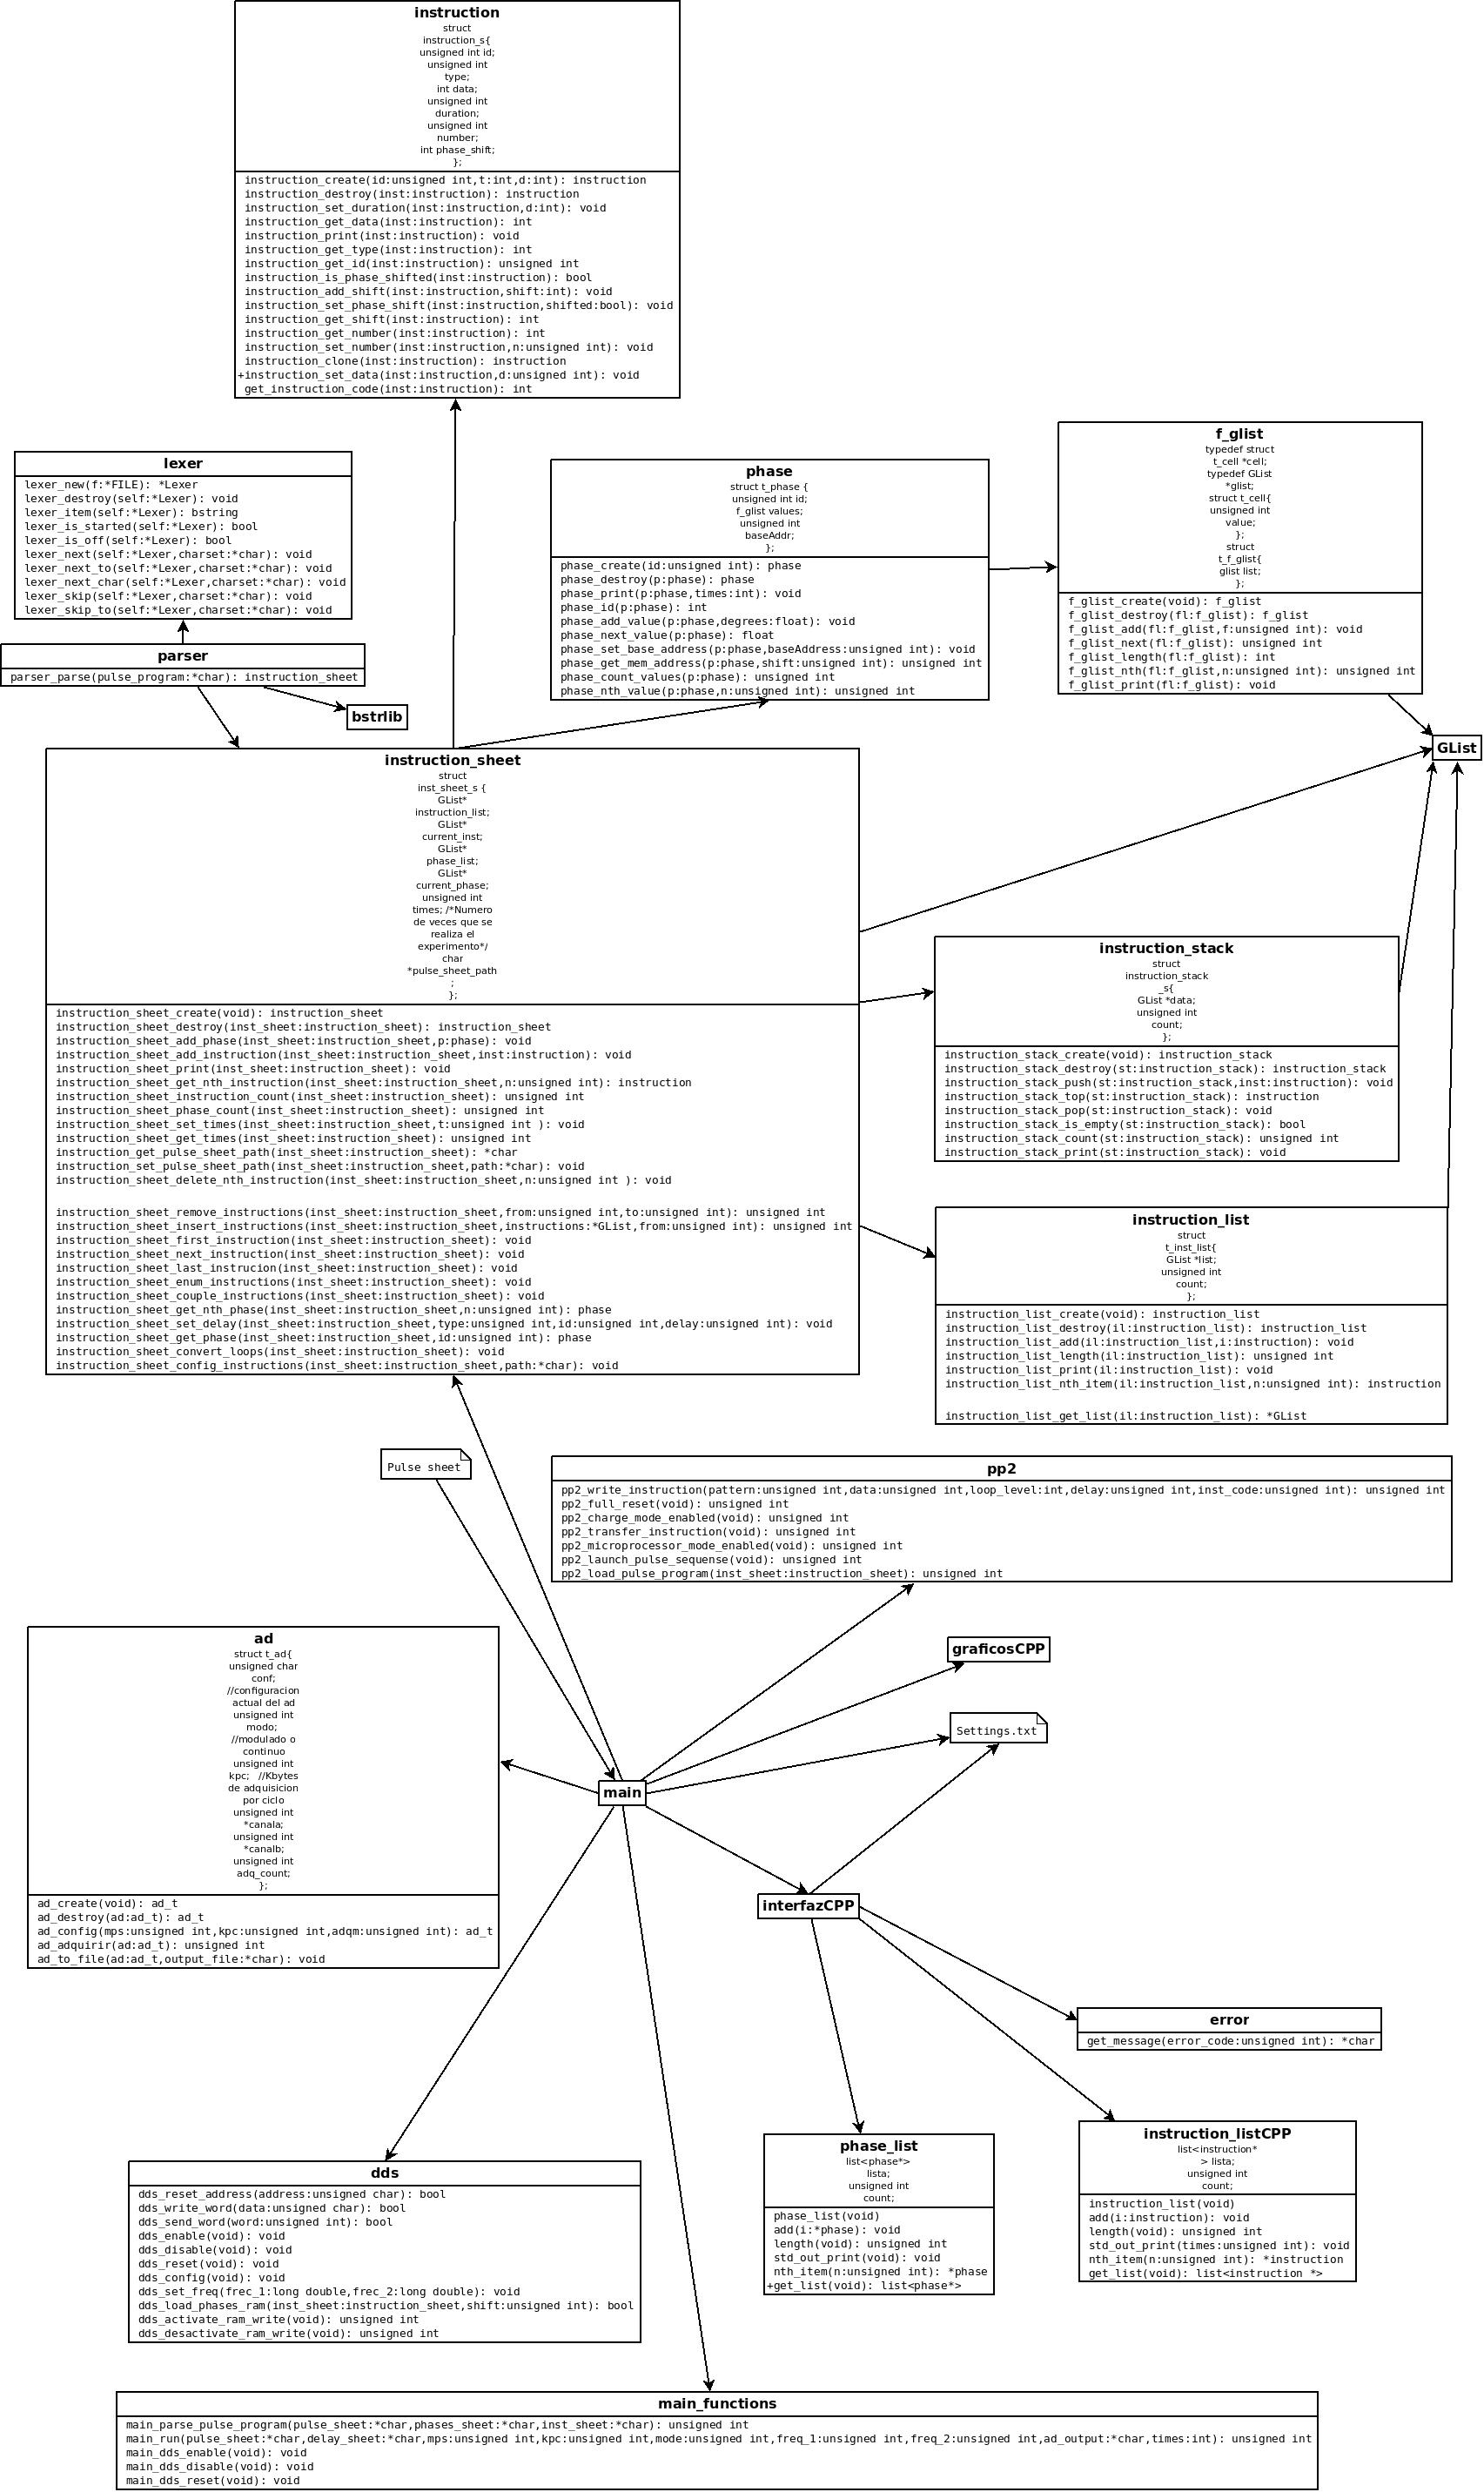 instruction
struct
instruction_s{
unsigned int id;
unsigned int
type;
int data;
unsigned int
duration;
unsigned int
number;
int phase_shift;
};
instruction_create(id:unsigned int,t:int,d:int): instruction
instruction_destroy(inst:instruction): instruction
instruction_set_duration(inst:instruction,d:int): void
instruction_get_data(inst:instruction): int
instruction_print(inst:instruction): void
instruction_get_type(inst:instruction): int
instruction_get_id(inst:instruction): unsigned int
instruction_is_phase_shifted(inst:instruction): bool
instruction_add_shift(inst:instruction,shift:int): void
instruction_set_phase_shift(inst:instruction,shifted:bool): void
instruction_get_shift(inst:instruction): int
instruction_get_number(inst:instruction): int
instruction_set_number(inst:instruction,n:unsigned int): void
instruction_clone(inst:instruction): instruction
+instruction_set_data(inst:instruction,d:unsigned int): void
get_instruction_code(inst:instruction): int
lexer
lexer_new(f:*FILE): *Lexer
lexer_destroy(self:*Lexer): void
lexer_item(self:*Lexer): bstring
lexer_is_started(self:*Lexer): bool
lexer_is_off(self:*Lexer): bool
lexer_next(self:*Lexer,charset:*char): void
lexer_next_to(self:*Lexer,charset:*char): void
lexer_next_char(self:*Lexer,charset:*char): void
lexer_skip(self:*Lexer,charset:*char): void
lexer_skip_to(self:*Lexer,charset:*char): void
parser
parser_parse(pulse_program:*char): instruction_sheet
bstrlib
phase
struct t_phase {
unsigned int id;
f_glist values;
unsigned int
baseAddr;
};
phase_create(id:unsigned int): phase
phase_destroy(p:phase): phase
phase_print(p:phase,times:int): void
phase_id(p:phase): int
phase_add_value(p:phase,degrees:float): void
phase_next_value(p:phase): float
phase_set_base_address(p:phase,baseAddress:unsigned int): void
phase_get_mem_address(p:phase,shift:unsigned int): unsigned int
phase_count_values(p:phase): unsigned int
phase_nth_value(p:phase,n:unsigned int): unsigned int
f_glist
typedef struct
t_cell *cell;
typedef GList
*glist;
struct t_cell{
unsigned int
value;
};
struct
t_f_glist{
glist list;
};
f_glist_create(void): f_glist
f_glist_destroy(fl:f_glist): f_glist
f_glist_add(fl:f_glist,f:unsigned int): void
f_glist_next(fl:f_glist): unsigned int
f_glist_length(fl:f_glist): int
f_glist_nth(fl:f_glist,n:unsigned int): unsigned int
f_glist_print(fl:f_glist): void
GList
instruction_sheet
struct
inst_sheet_s {
GList*
instruction_list;
GList*
current_inst;
GList*
phase_list;
GList*
current_phase;
unsigned int
times; /*Numero
de veces que se
realiza el
experimento*/
char
*pulse_sheet_path
;
};
instruction_sheet_create(void): instruction_sheet
instruction_sheet_destroy(inst_sheet:instruction_sheet): instruction_sheet
instruction_sheet_add_phase(inst_sheet:instruction_sheet,p:phase): void
instruction_sheet_add_instruction(inst_sheet:instruction_sheet,inst:instruction): void
instruction_sheet_print(inst_sheet:instruction_sheet): void
instruction_sheet_get_nth_instruction(inst_sheet:instruction_sheet,n:unsigned int): instruction
instruction_sheet_instruction_count(inst_sheet:instruction_sheet): unsigned int
instruction_sheet_phase_count(inst_sheet:instruction_sheet): unsigned int
instruction_sheet_set_times(inst_sheet:instruction_sheet,t:unsigned int ): void
instruction_sheet_get_times(inst_sheet:instruction_sheet): unsigned int
instruction_get_pulse_sheet_path(inst_sheet:instruction_sheet): *char
instruction_set_pulse_sheet_path(inst_sheet:instruction_sheet,path:*char): void
instruction_sheet_delete_nth_instruction(inst_sheet:instruction_sheet,n:unsigned int ): void
instruction_sheet_remove_instructions(inst_sheet:instruction_sheet,from:unsigned int,to:unsigned int): unsigned int
instruction_sheet_insert_instructions(inst_sheet:instruction_sheet,instructions:*GList,from:unsigned int): unsigned int
instruction_sheet_first_instruction(inst_sheet:instruction_sheet): void
instruction_sheet_next_instruction(inst_sheet:instruction_sheet): void
instruction_sheet_last_instrucion(inst_sheet:instruction_sheet): void
instruction_sheet_enum_instructions(inst_sheet:instruction_sheet): void
instruction_sheet_couple_instructions(inst_sheet:instruction_sheet): void
instruction_sheet_get_nth_phase(inst_sheet:instruction_sheet,n:unsigned int): phase
instruction_sheet_set_delay(inst_sheet:instruction_sheet,type:unsigned int,id:unsigned int,delay:unsigned int): void
instruction_sheet_get_phase(inst_sheet:instruction_sheet,id:unsigned int): phase
instruction_sheet_convert_loops(inst_sheet:instruction_sheet): void
instruction_sheet_config_instructions(inst_sheet:instruction_sheet,path:*char): void
instruction_stack
struct
instruction_stack
_s{
GList *data;
unsigned int
count;
};
instruction_stack_create(void): instruction_stack
instruction_stack_destroy(st:instruction_stack): instruction_stack
instruction_stack_push(st:instruction_stack,inst:instruction): void
instruction_stack_top(st:instruction_stack): instruction
instruction_stack_pop(st:instruction_stack): void
instruction_stack_is_empty(st:instruction_stack): bool
instruction_stack_count(st:instruction_stack): unsigned int
instruction_stack_print(st:instruction_stack): void
instruction_list
struct
t_inst_list{
GList *list;
unsigned int
count;
};
instruction_list_create(void): instruction_list
instruction_list_destroy(il:instruction_list): instruction_list
instruction_list_add(il:instruction_list,i:instruction): void
instruction_list_length(il:instruction_list): unsigned int
instruction_list_print(il:instruction_list): void
instruction_list_nth_item(il:instruction_list,n:unsigned int): instruction
instruction_list_get_list(il:instruction_list): *GList
Pulse sheet
pp2
pp2_write_instruction(pattern:unsigned int,data:unsigned int,loop_level:int,delay:unsigned int,inst_code:unsigned int): unsigned int
pp2_full_reset(void): unsigned int
pp2_charge_mode_enabled(void): unsigned int
pp2_transfer_instruction(void): unsigned int
pp2_microprocessor_mode_enabled(void): unsigned int
pp2_launch_pulse_sequense(void): unsigned int
pp2_load_pulse_program(inst_sheet:instruction_sheet): unsigned int
ad
struct t_ad{
unsigned char
conf;
//configuracion
actual del ad
unsigned int
modo;
//modulado o
continuo
unsigned int
kpc; //Kbytes
de adquisicion
por ciclo
unsigned int
*canala;
unsigned int
*canalb;
unsigned int
adq_count;
};
ad_create(void): ad_t
ad_destroy(ad:ad_t): ad_t
ad_config(mps:unsigned int,kpc:unsigned int,adqm:unsigned int): ad_t
ad_adquirir(ad:ad_t): unsigned int
ad_to_file(ad:ad_t,output_file:*char): void
graficosCPP
Settings.txt
main
interfazCPP
error
get_message(error_code:unsigned int): *char
phase_list
list<phase*>
lista;
unsigned int
count;
phase_list(void)
add(i:*phase): void
length(void): unsigned int
std_out_print(void): void
nth_item(n:unsigned int): *phase
+get_list(void): list<phase*>
instruction_listCPP
list<instruction*
> lista;
unsigned int
count;
instruction_list(void)
add(i:instruction): void
length(void): unsigned int
std_out_print(times:unsigned int): void
nth_item(n:unsigned int): *instruction
get_list(void): list<instruction *>
dds
dds_reset_address(address:unsigned char): bool
dds_write_word(data:unsigned char): bool
dds_send_word(word:unsigned int): bool
dds_enable(void): void
dds_disable(void): void
dds_reset(void): void
dds_config(void): void
dds_set_freq(frec_1:long double,frec_2:long double): void
dds_load_phases_ram(inst_sheet:instruction_sheet,shift:unsigned int): bool
dds_activate_ram_write(void): unsigned int
dds_desactivate_ram_write(void): unsigned int
main_functions
main_parse_pulse_program(pulse_sheet:*char,phases_sheet:*char,inst_sheet:*char): unsigned int
main_run(pulse_sheet:*char,delay_sheet:*char,mps:unsigned int,kpc:unsigned int,mode:unsigned int,freq_1:unsigned int,freq_2:unsigned int,ad_output:*char,times:int): unsigned int
main_dds_enable(void): void
main_dds_disable(void): void
main_dds_reset(void): void